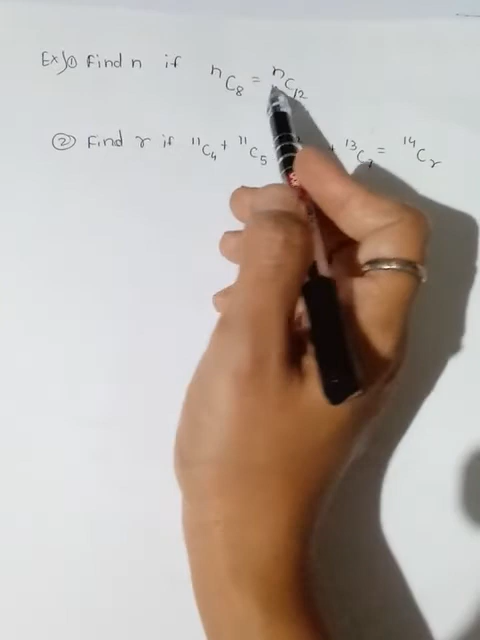 Ex) ① Find n if ⁿC₈ = ⁿC₁₂
② Find r if ¹¹C₄ + ¹¹C₅ + ¹³C₇ = ¹⁴Cᵣ